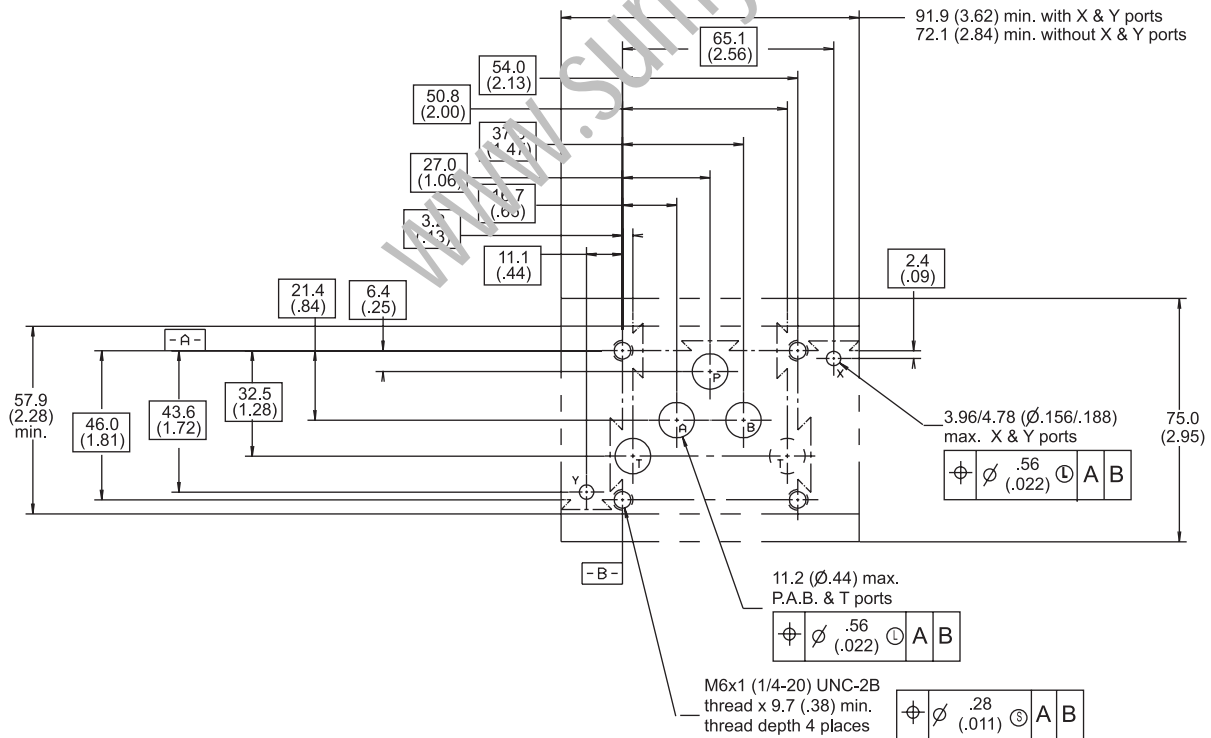 91.9 (3.62) min. with X & Y ports
72.1 (2.84) min. without X & Y ports
65.1
(2.56)
54.0
(2.13)
50.8
(2.00)
(1.47)
27.0
(1.06)
11.1
(.44)
2.4
(.09)
21.4
(.84)
6.4
(.25)
-A-
57.9
(2.28)
min.
46.0
(1.81)
43.6
(1.72)
32.5
(1.28)
P
X
A
B
T
T
Y
3.96/4.78 (Ø.156/.188)
max. X & Y ports
⌖ Ø .56 (.022) Ⓛ A B
75.0
(2.95)
-B-
11.2 (Ø.44) max.
P.A.B. & T ports
⌖ Ø .56 (.022) Ⓛ A B
M6x1 (1/4-20) UNC-2B
thread x 9.7 (.38) min.
thread depth 4 places
⌖ Ø .28 (.011) Ⓢ A B